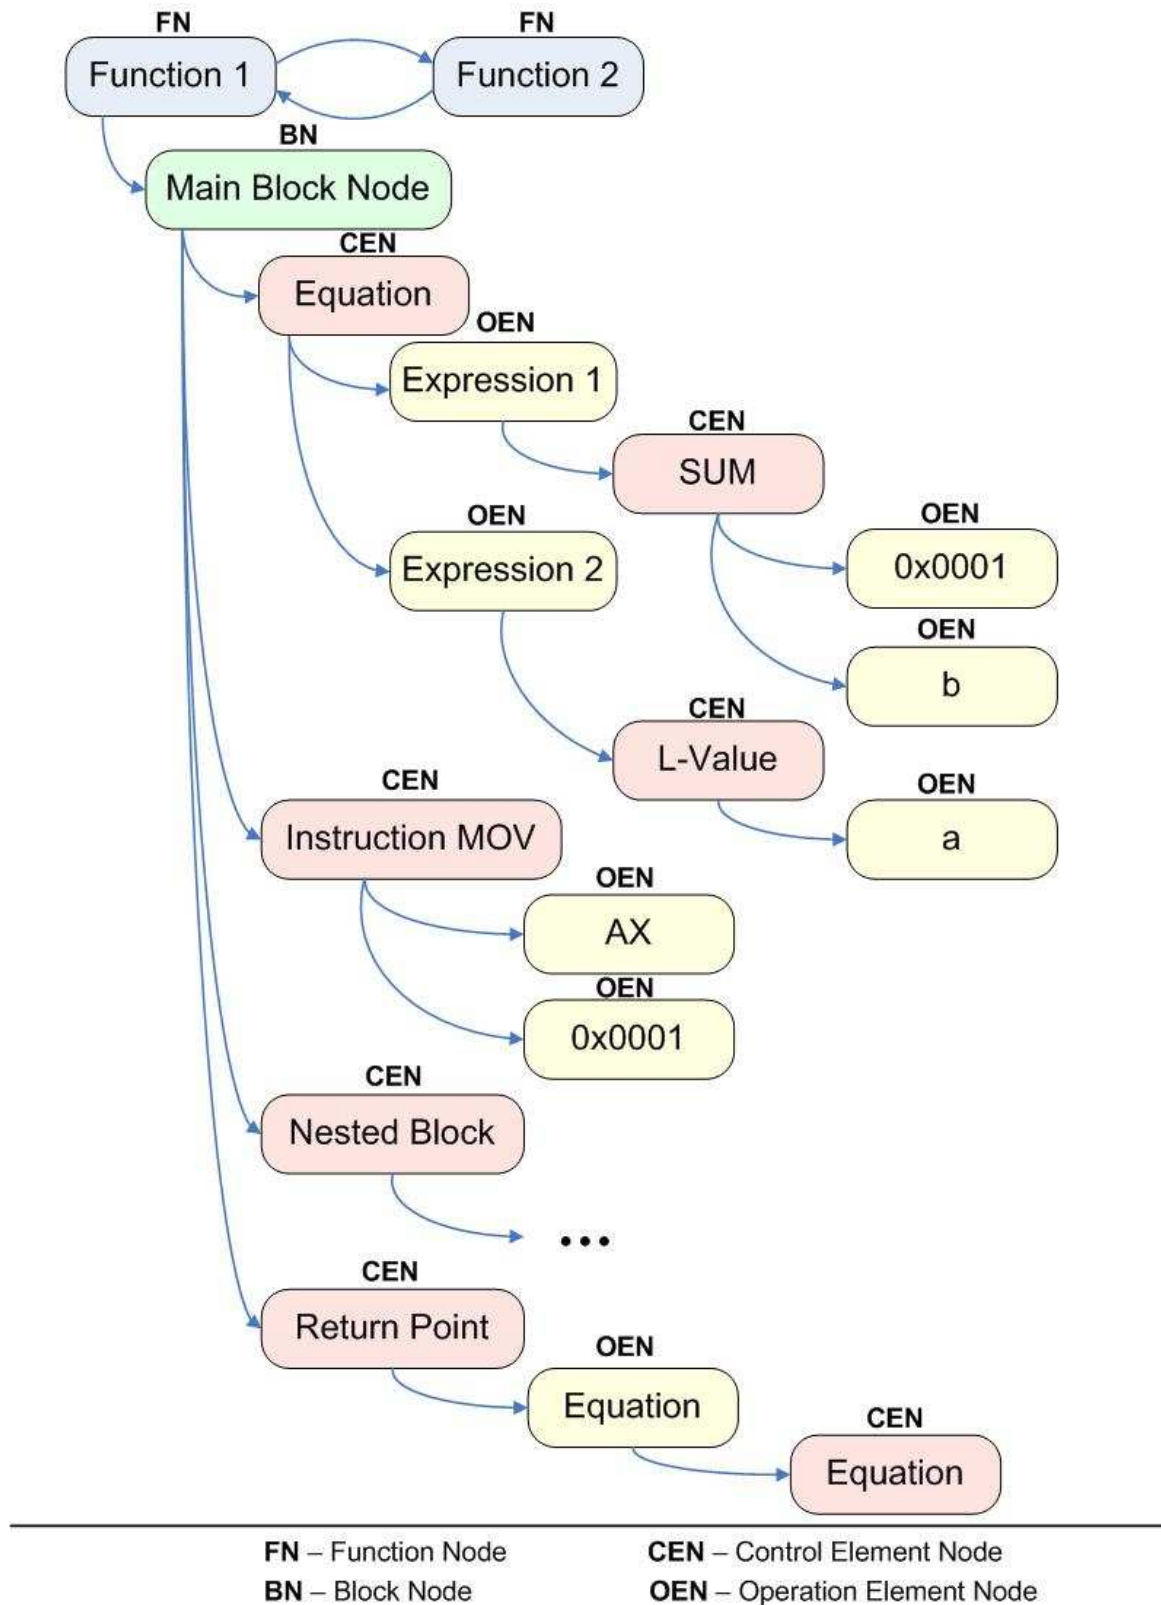 FN FN
Function 1 Function 2
BN
Main Block Node
CEN
Equation
OEN
Expression 1
CEN
SUM
OEN
OEN
Expression 2 0x0001
OEN
b
CEN
L-Value
CEN OEN
Instruction MOV a
OEN
AX
OEN
0x0001
CEN
Nested Block
...
CEN
Return Point
OEN
Equation
CEN
Equation
FN – Function Node CEN – Control Element Node
BN – Block Node OEN – Operation Element Node